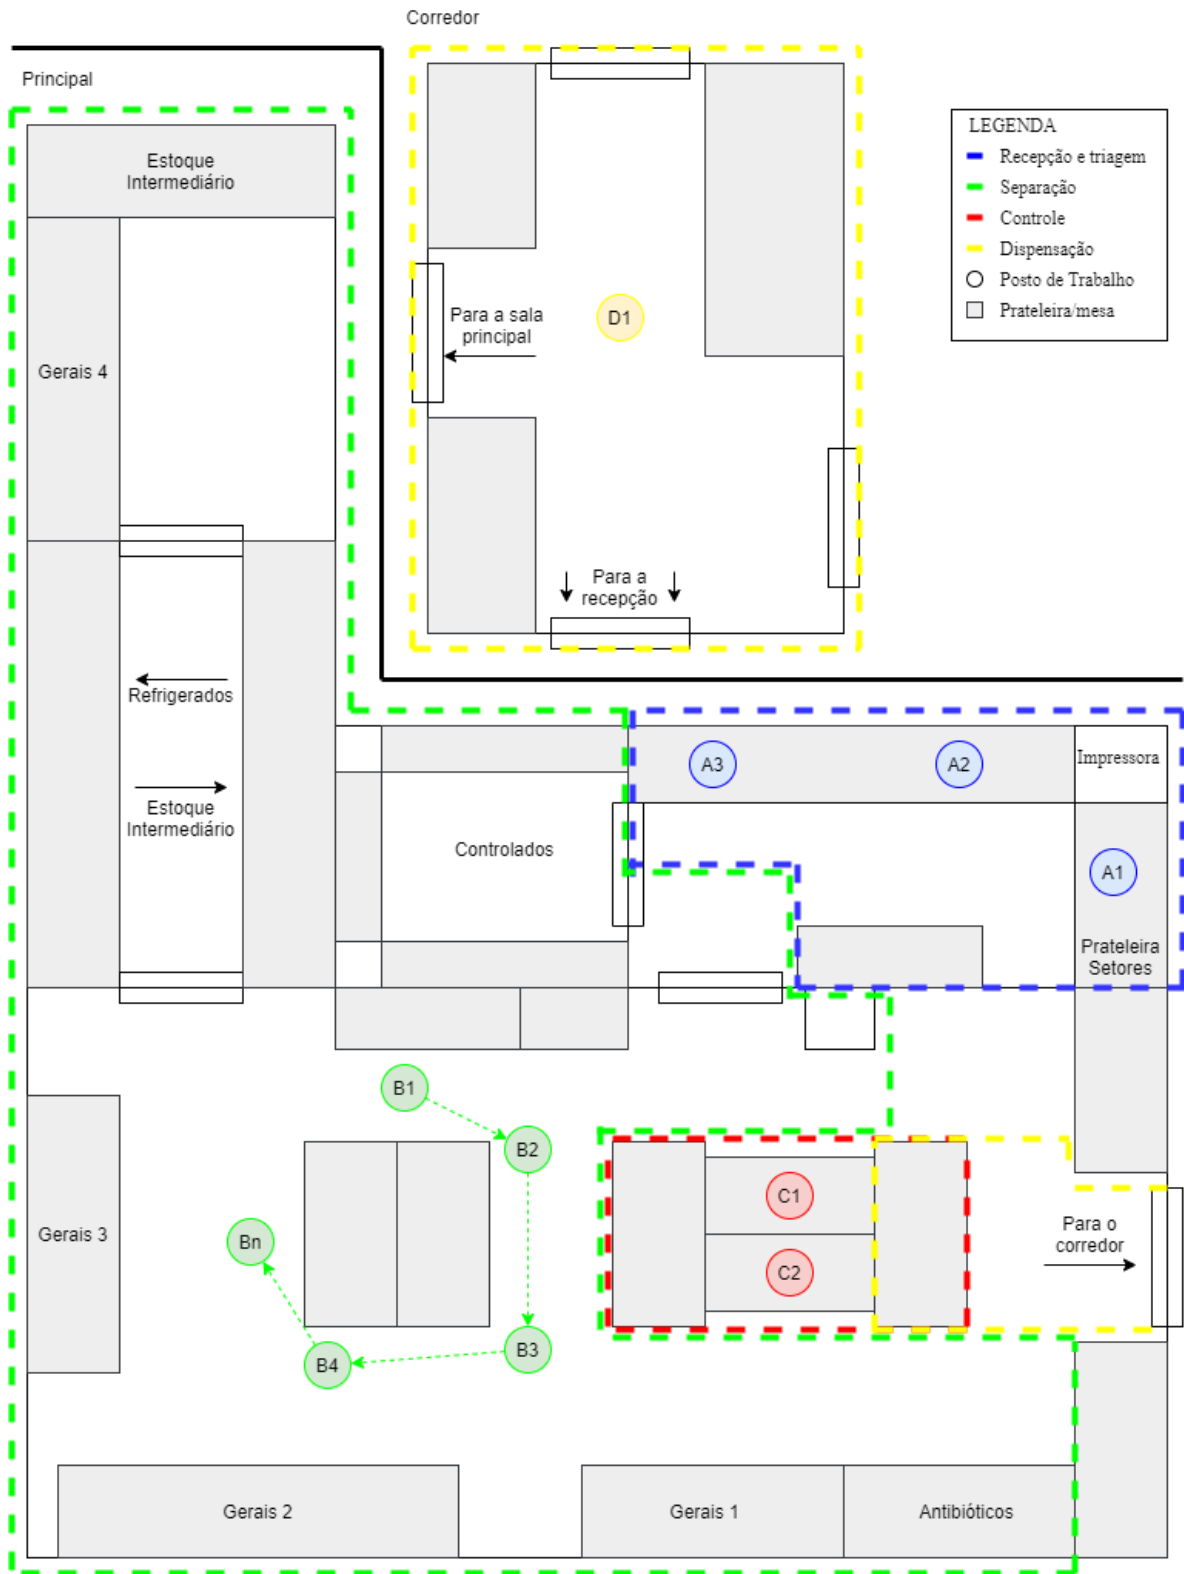 Corredor
Principal
LEGENDA
Recepção e triagem
Separação
Controle
Dispensação
Posto de Trabalho
Prateleira/mesa
Estoque
Intermediário
Gerais 4
Para a sala
principal
D1
Para a
recepção
Refrigerados
Estoque
Intermediário
Controlados
A3
A2
Impressora
A1
Prateleira
Setores
B1
B2
B3
B4
Bn
C1
C2
Gerais 3
Para o
corredor
Gerais 2
Gerais 1
Antibióticos